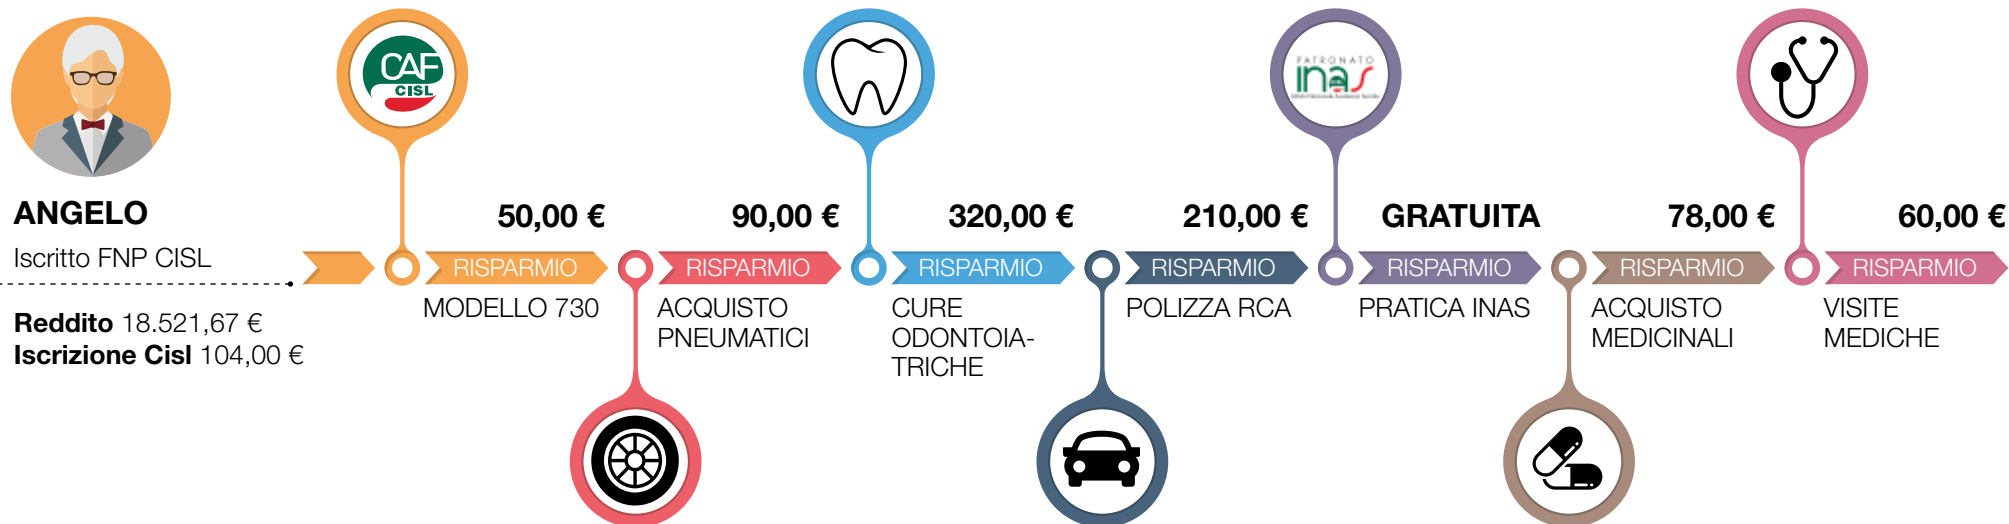 CAF
CISL
PATRONATO
inas
ANGELO
Iscritto FNP CISL
Reddito 18.521,67 €
Iscrizione Cisl 104,00 €
50,00 €
RISPARMIO
MODELLO 730
90,00 €
RISPARMIO
ACQUISTO
PNEUMATICI
320,00 €
RISPARMIO
CURE
ODONTOIA-
TRICHE
210,00 €
RISPARMIO
POLIZZA RCA
GRATUITA
RISPARMIO
PRATICA INAS
78,00 €
RISPARMIO
ACQUISTO
MEDICINALI
60,00 €
RISPARMIO
VISITE
MEDICHE